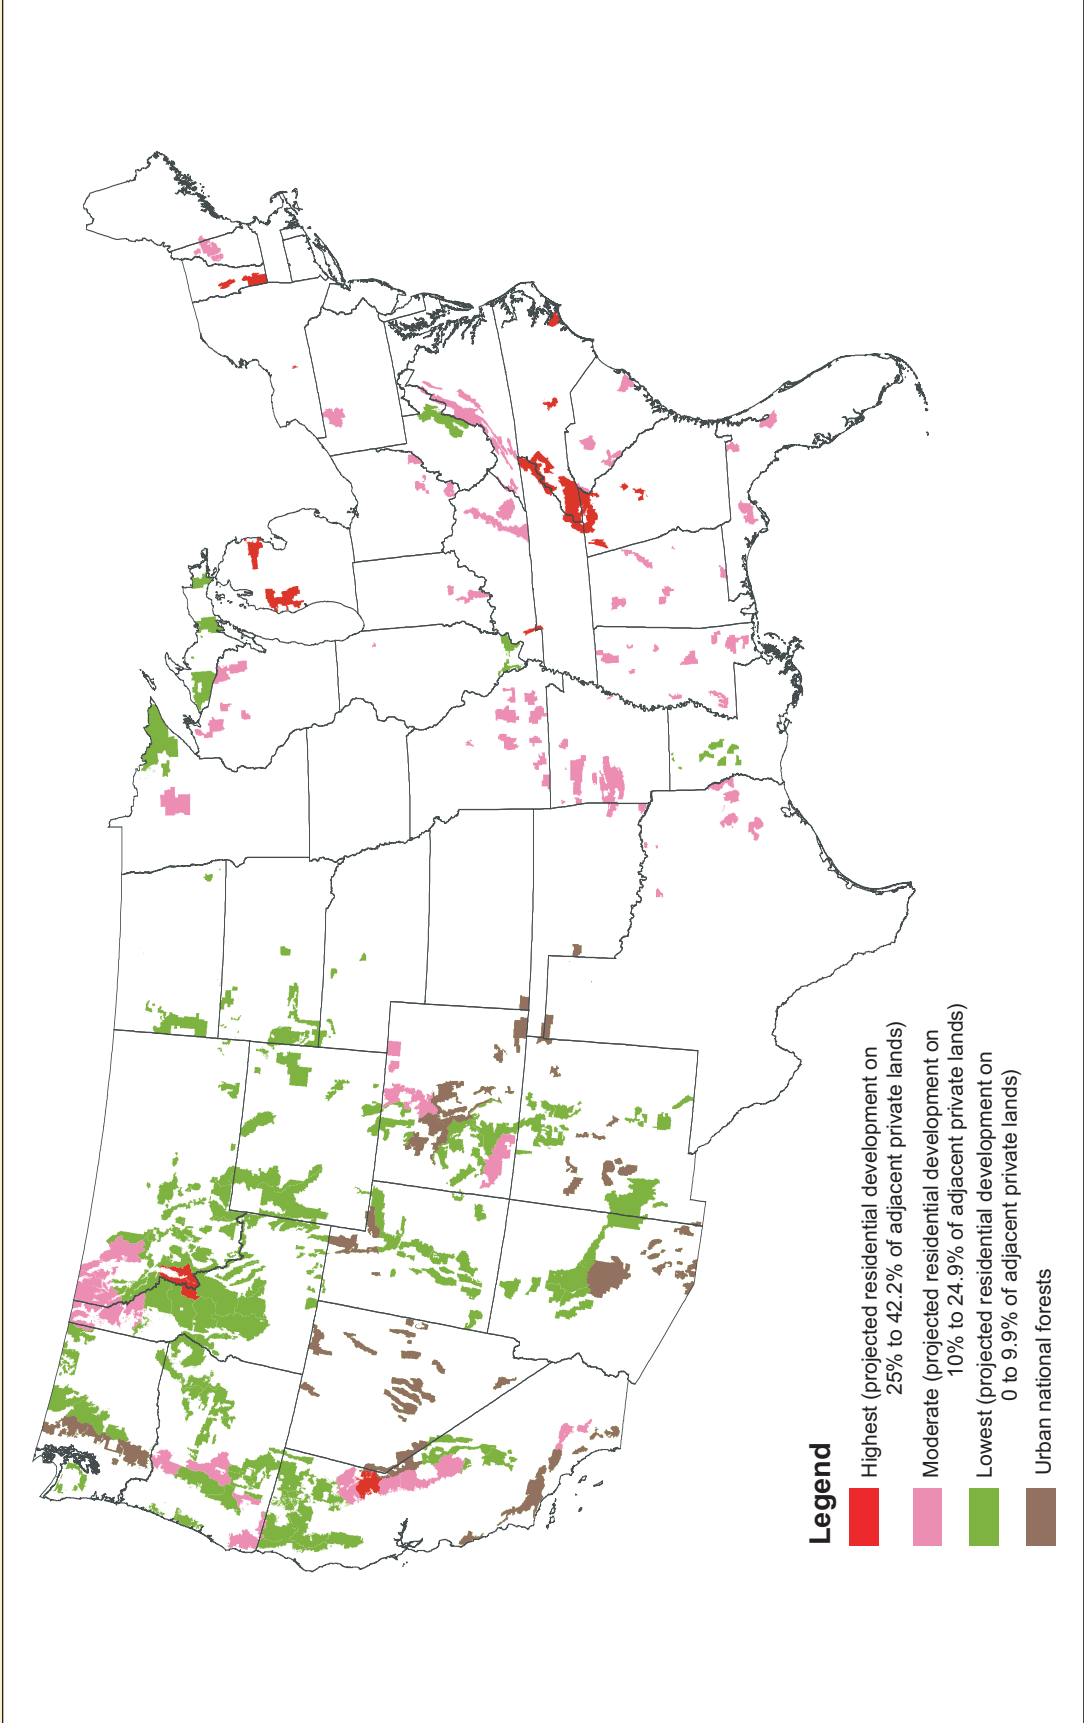 Legend
Highest (projected residential development on
25% to 42.2% of adjacent private lands)
Moderate (projected residential development on
10% to 24.9% of adjacent private lands)
Lowest (projected residential development on
0 to 9.9% of adjacent private lands)
Urban national forests